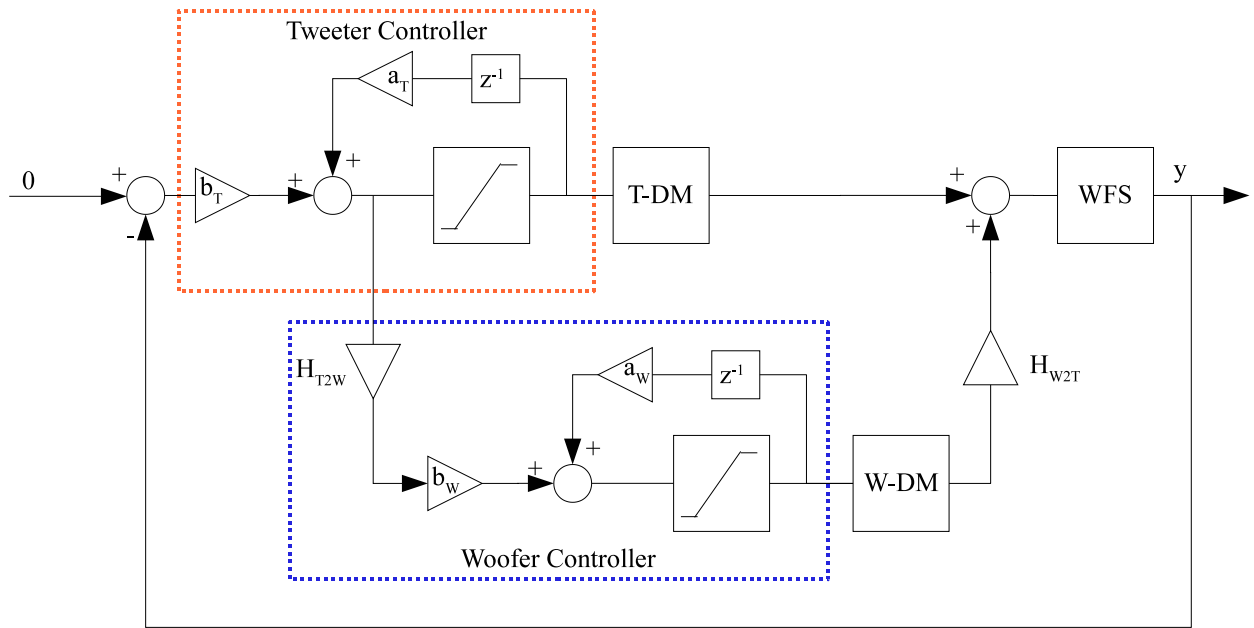 Tweeter Controller
a_T
z^-1
0
+
-
b_T
+
+
T-DM
+
+
WFS
y
H_T2W
H_W2T
a_W
z^-1
b_W
+
+
W-DM
Woofer Controller